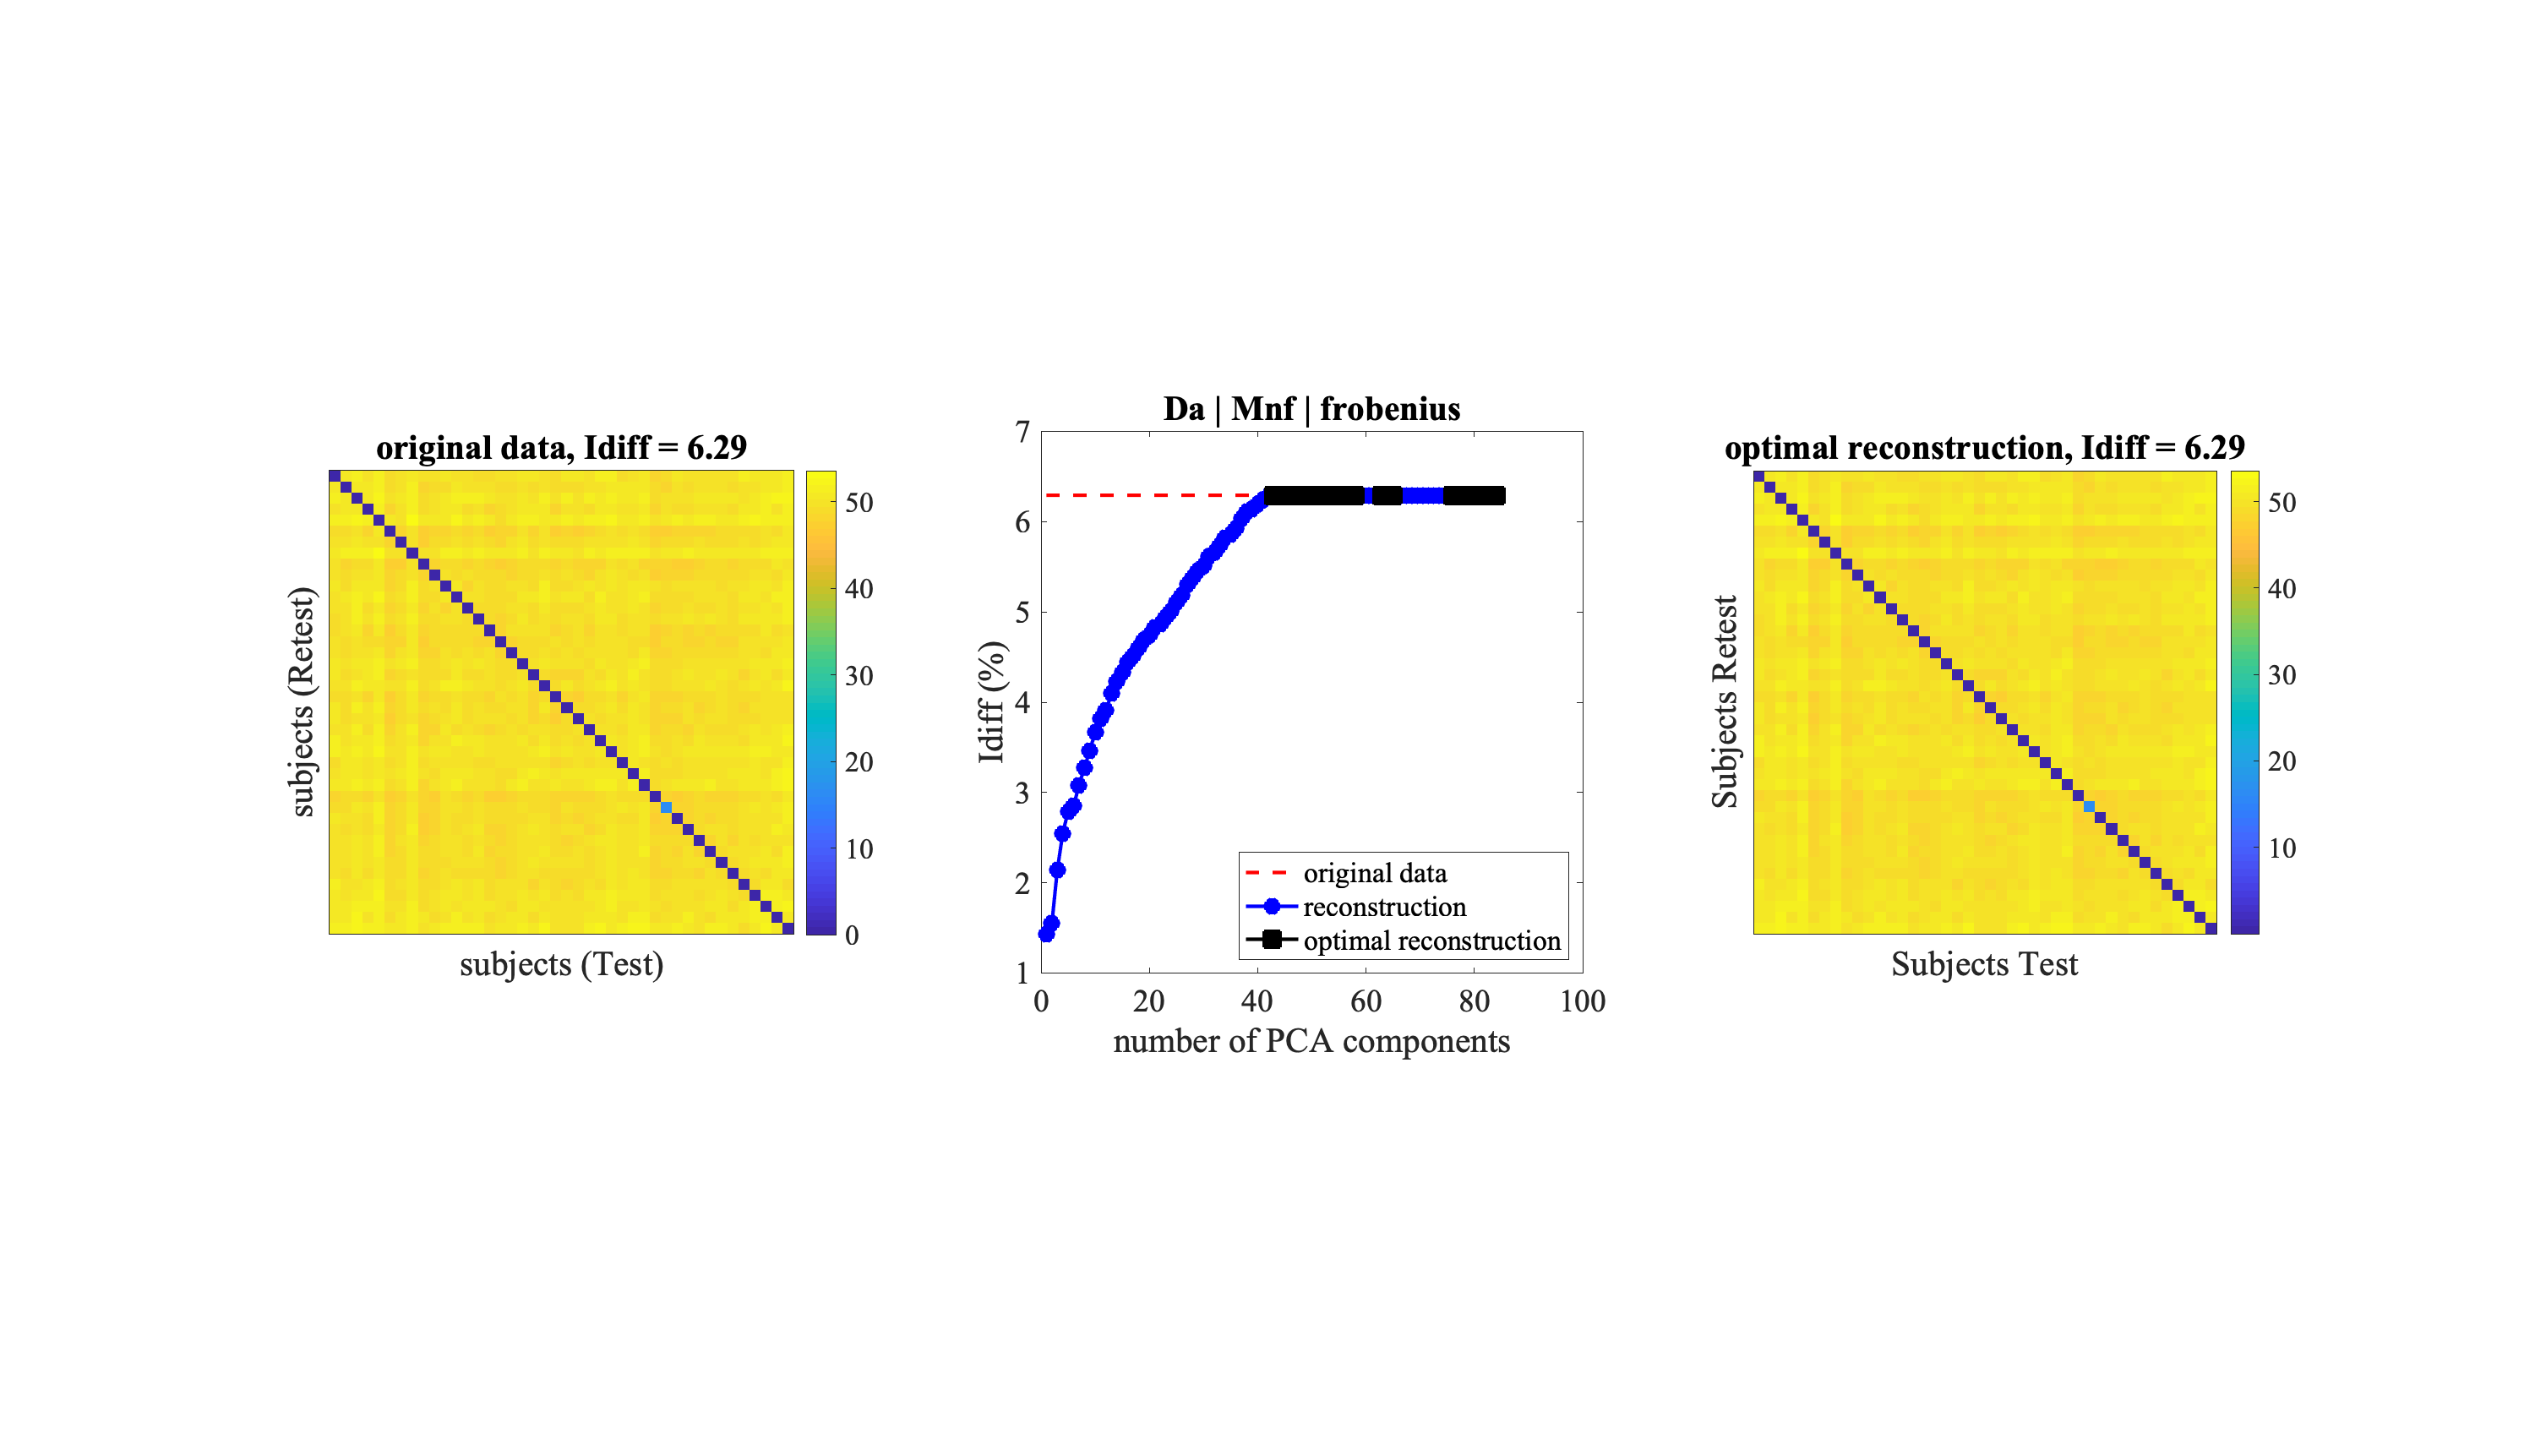 original data, Idiff = 6.29
subjects (Retest)
subjects (Test)
50
40
30
20
10
0
Da | Mnf | frobenius
Idiff (%)
7
6
5
4
3
2
1
0
20
40
60
80
100
number of PCA components
original data
reconstruction
optimal reconstruction
optimal reconstruction, Idiff = 6.29
Subjects Retest
Subjects Test
50
40
30
20
10